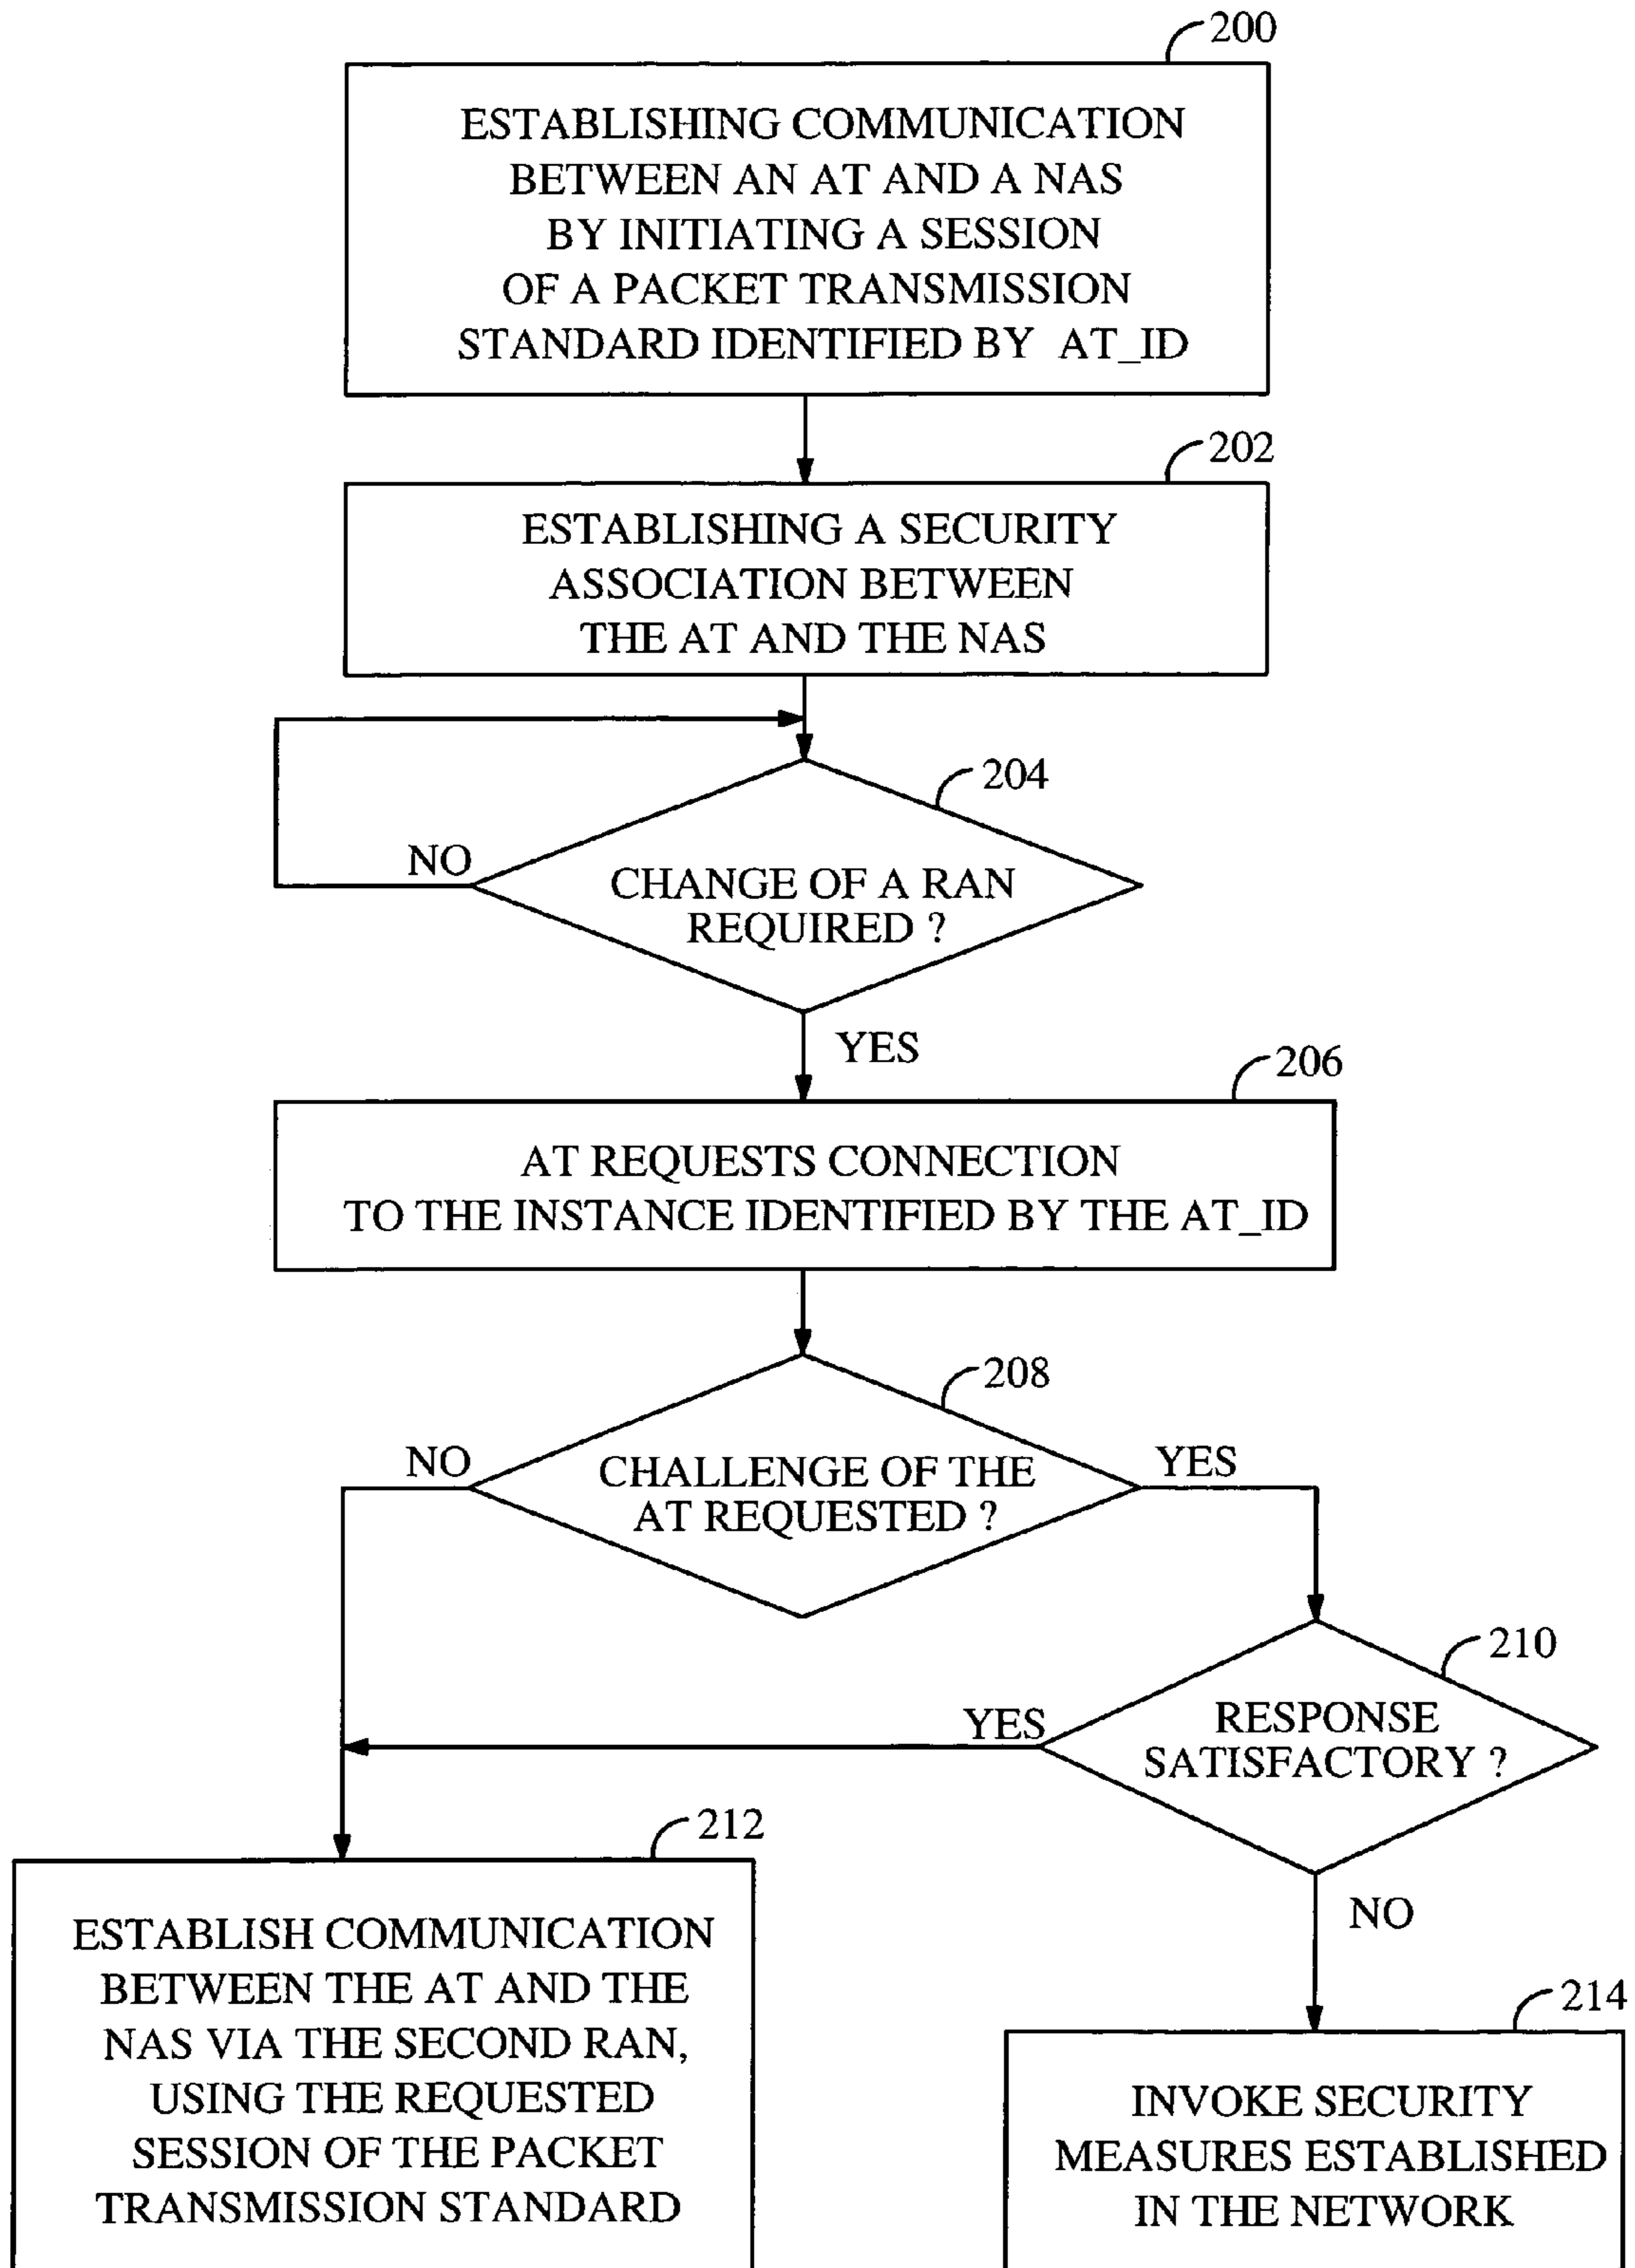 200
ESTABLISHING COMMUNICATION
BETWEEN AN AT AND A NAS
BY INITIATING A SESSION
OF A PACKET TRANSMISSION
STANDARD IDENTIFIED BY AT_ID
202
ESTABLISHING A SECURITY
ASSOCIATION BETWEEN
THE AT AND THE NAS
204
NO
CHANGE OF A RAN
REQUIRED ?
YES
206
AT REQUESTS CONNECTION
TO THE INSTANCE IDENTIFIED BY THE AT_ID
208
NO
CHALLENGE OF THE
AT REQUESTED ?
YES
210
YES
RESPONSE
SATISFACTORY ?
NO
212
ESTABLISH COMMUNICATION
BETWEEN THE AT AND THE
NAS VIA THE SECOND RAN,
USING THE REQUESTED
SESSION OF THE PACKET
TRANSMISSION STANDARD
214
INVOKE SECURITY
MEASURES ESTABLISHED
IN THE NETWORK